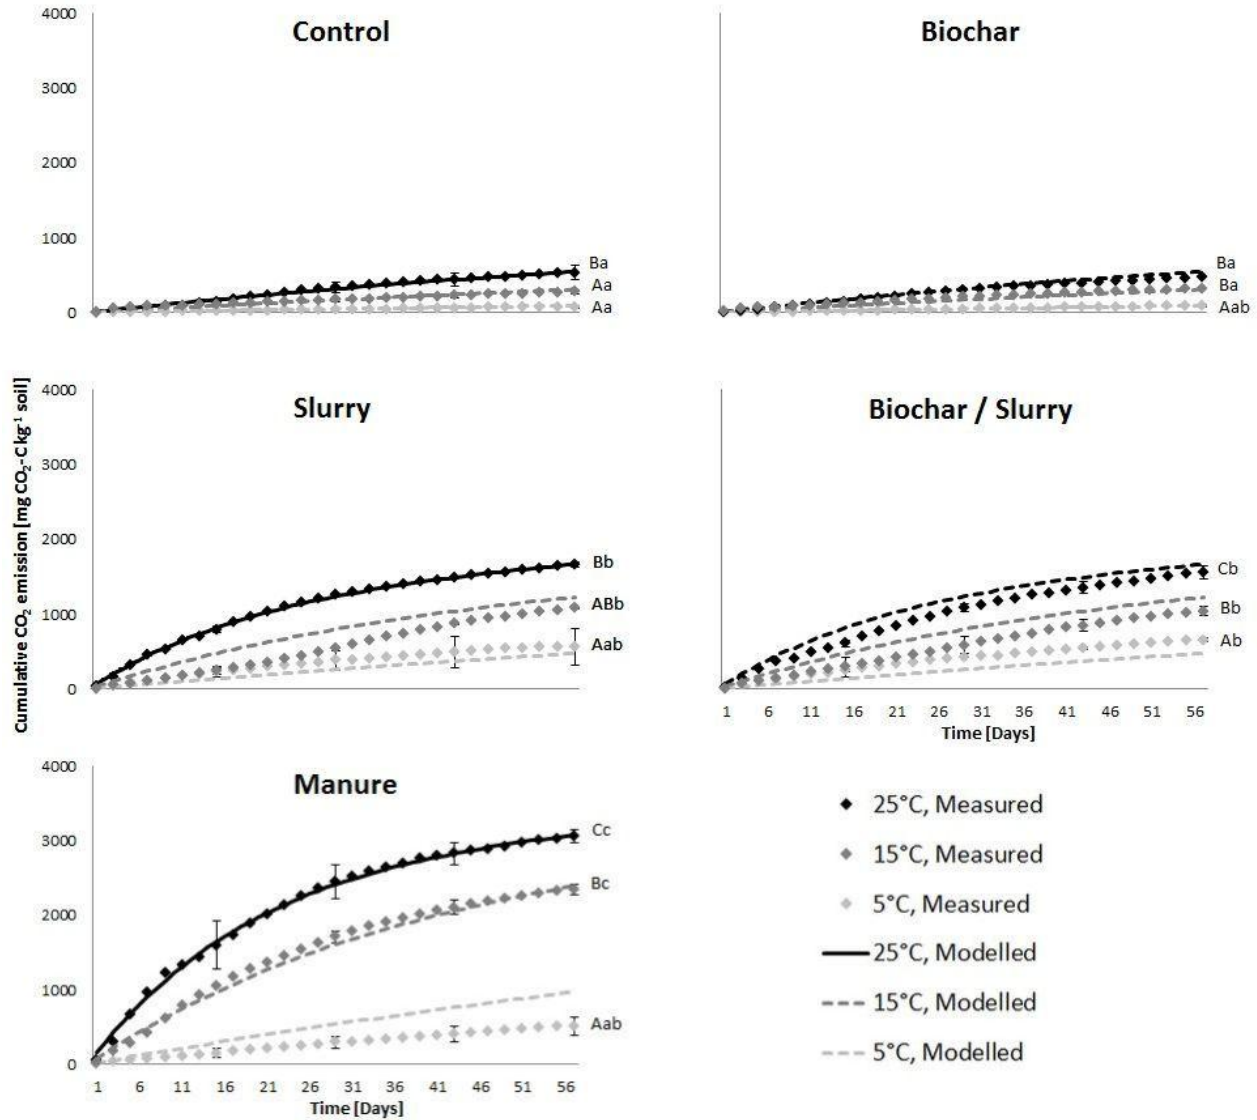 Control
4000
3000
2000
1000
0
Ba
Aa
Aa
Biochar
Ba
Ba
Aab
Cumulative CO₂ emission [mg CO₂-C kg⁻¹ soil]
Slurry
4000
3000
2000
1000
0
Bb
ABb
Aab
Biochar / Slurry
Cb
Bb
Ab
1 6 11 16 21 26 31 36 41 46 51 56
Time [Days]
Manure
4000
3000
2000
1000
0
Cc
Bc
Aab
1 6 11 16 21 26 31 36 41 46 51 56
Time [Days]
25°C, Measured
15°C, Measured
5°C, Measured
25°C, Modelled
15°C, Modelled
5°C, Modelled